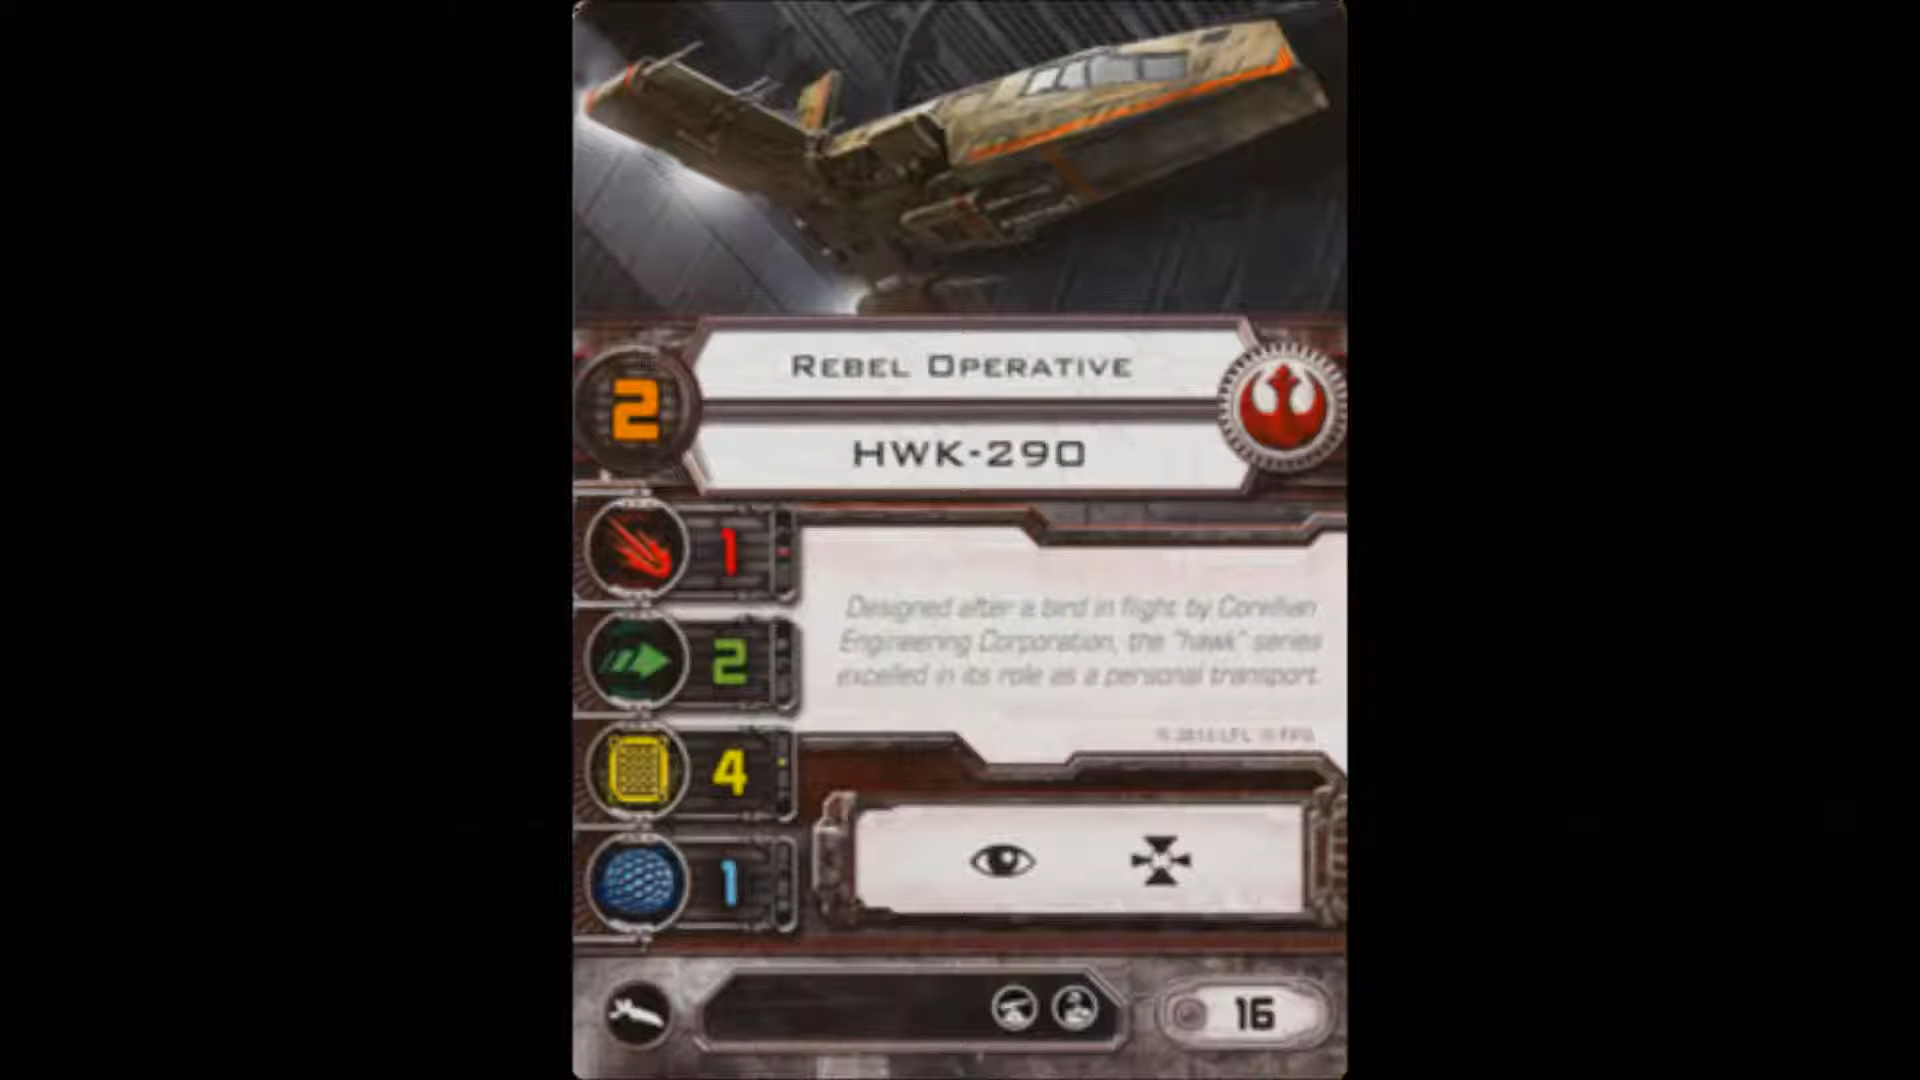 Rebel Operative
2
HWK-290
1
2
4
1
Designed after a bird in flight by Corellian
Engineering Corporation, the "hawk" series
excelled in its role as a personal transport.
16